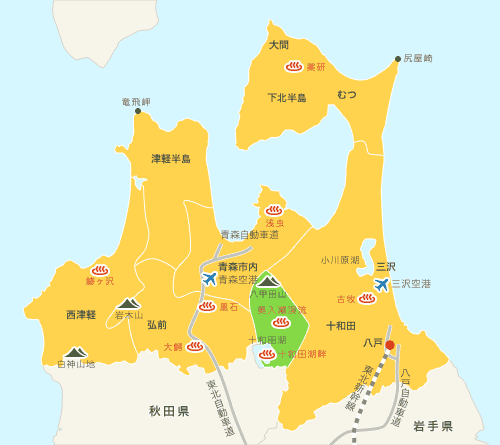 大間
尻屋崎
薬研
むつ
下北半島
竜飛岬
津軽半島
浅虫
青森自動車道
小川原湖
青森市内
三沢
青森空港
鰺ヶ沢
八甲田山
三沢空港
古牧
黒石
奥入瀬渓流
岩木山
西津軽
弘前
十和田
十和田湖
八戸
大鰐
十和田湖畔
白神山地
東北新幹線
八戸自動車道
東北自動車道
秋田県
岩手県